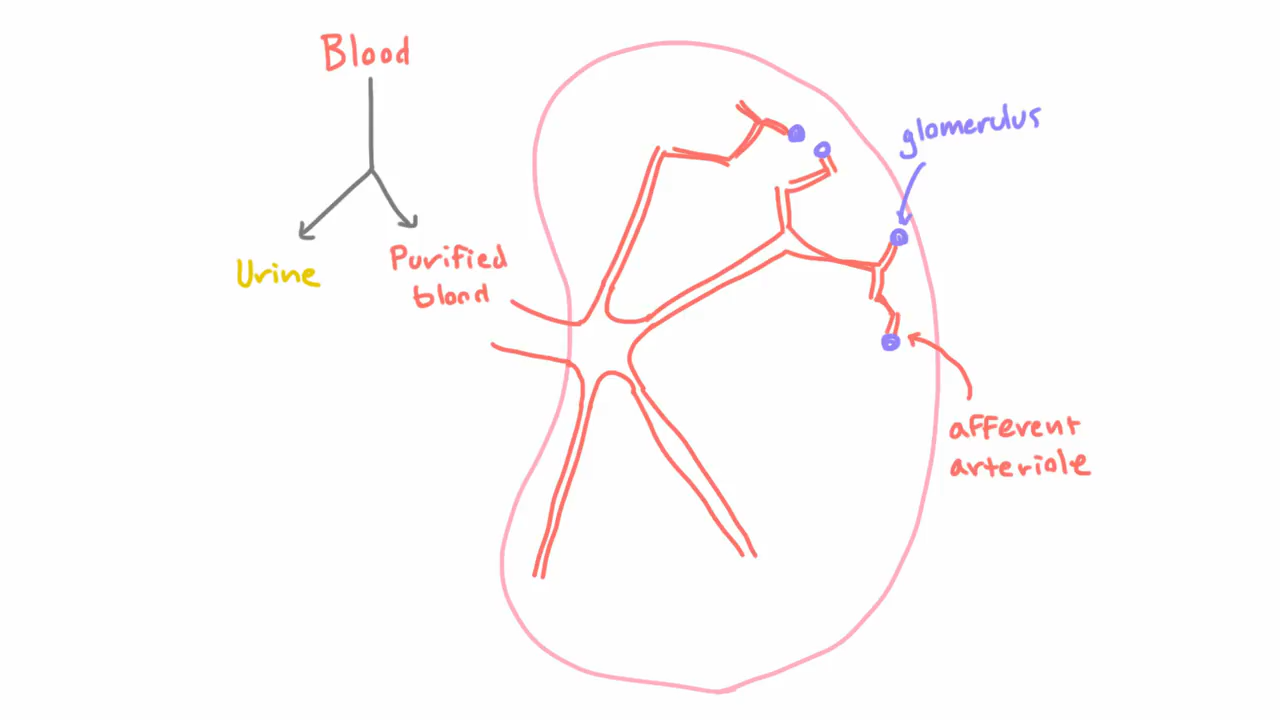 Blood
Urine
Purified
blood
glomerulus
afferent
arteriole